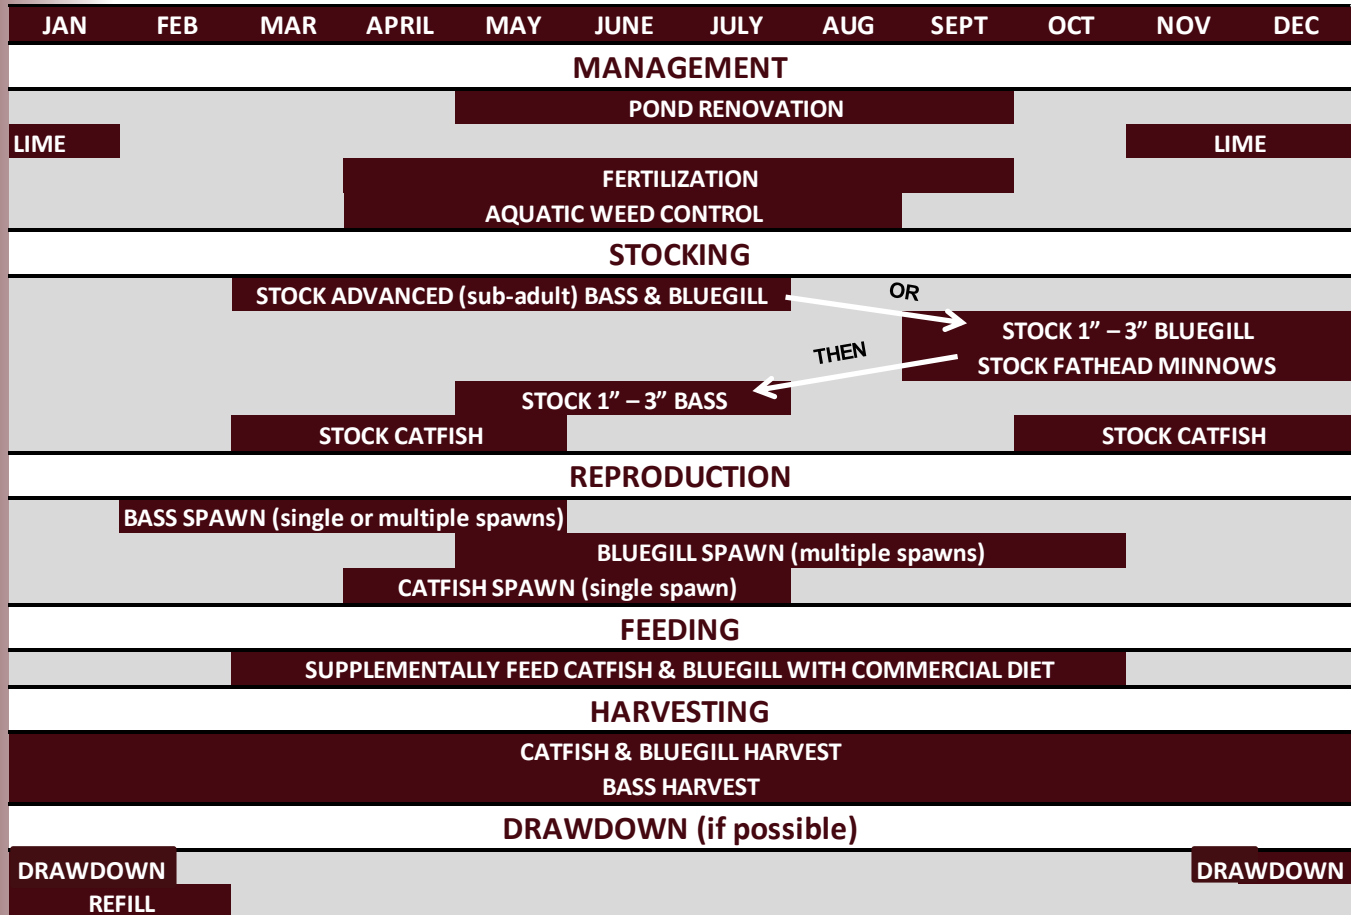 JAN FEB MAR APRIL MAY JUNE JULY AUG SEPT OCT NOV DEC
MANAGEMENT
POND RENOVATION
LIME LIME
FERTILIZATION
AQUATIC WEED CONTROL
STOCKING
STOCK ADVANCED (sub-adult) BASS & BLUEGILL OR
STOCK 1” – 3” BLUEGILL
THEN STOCK FATHEAD MINNOWS
STOCK 1” – 3” BASS
STOCK CATFISH STOCK CATFISH
REPRODUCTION
BASS SPAWN (single or multiple spawns)
BLUEGILL SPAWN (multiple spawns)
CATFISH SPAWN (single spawn)
FEEDING
SUPPLEMENTALLY FEED CATFISH & BLUEGILL WITH COMMERCIAL DIET
HARVESTING
CATFISH & BLUEGILL HARVEST
BASS HARVEST
DRAWDOWN (if possible)
DRAWDOWN DRAWDOWN
REFILL